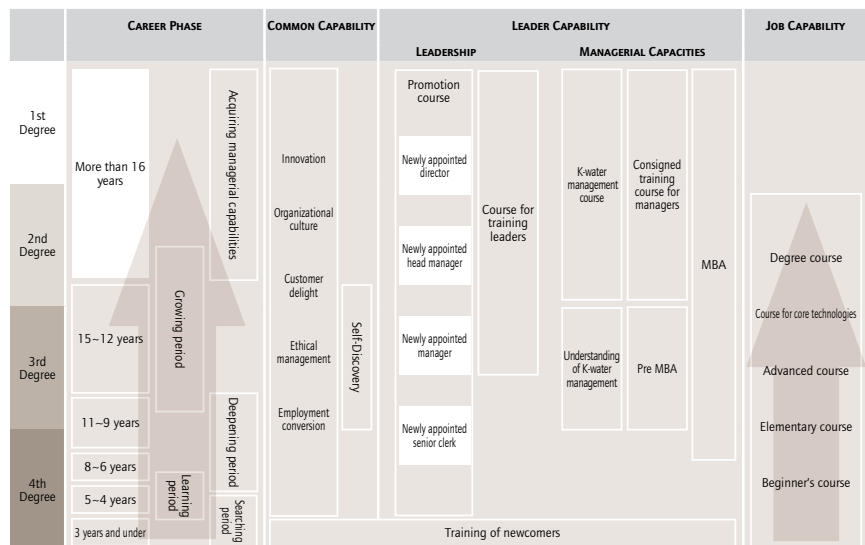 CAREER PHASE
COMMON CAPABILITY
LEADER CAPABILITY
JOB CAPABILITY
LEADERSHIP
MANAGERIAL CAPACITIES
1st
Degree
2nd
Degree
3rd
Degree
4th
Degree
More than 16
years
15~12 years
11~9 years
8~6 years
5~4 years
3 years and under
Growing period
Learning
period
Acquiring managerial capabilities
Deepening period
Searching
period
Innovation
Organizational
culture
Customer
delight
Ethical
management
Employment
conversion
Self-Discovery
Promotion
course
Newly appointed
director
Newly appointed
head manager
Newly appointed
manager
Newly appointed
senior clerk
Course for
training
leaders
K-water
management
course
Understanding
of K-water
management
Consigned
training
course for
managers
Pre MBA
MBA
Training of newcomers
Degree course
Course for core technologies
Advanced course
Elementary course
Beginner's course